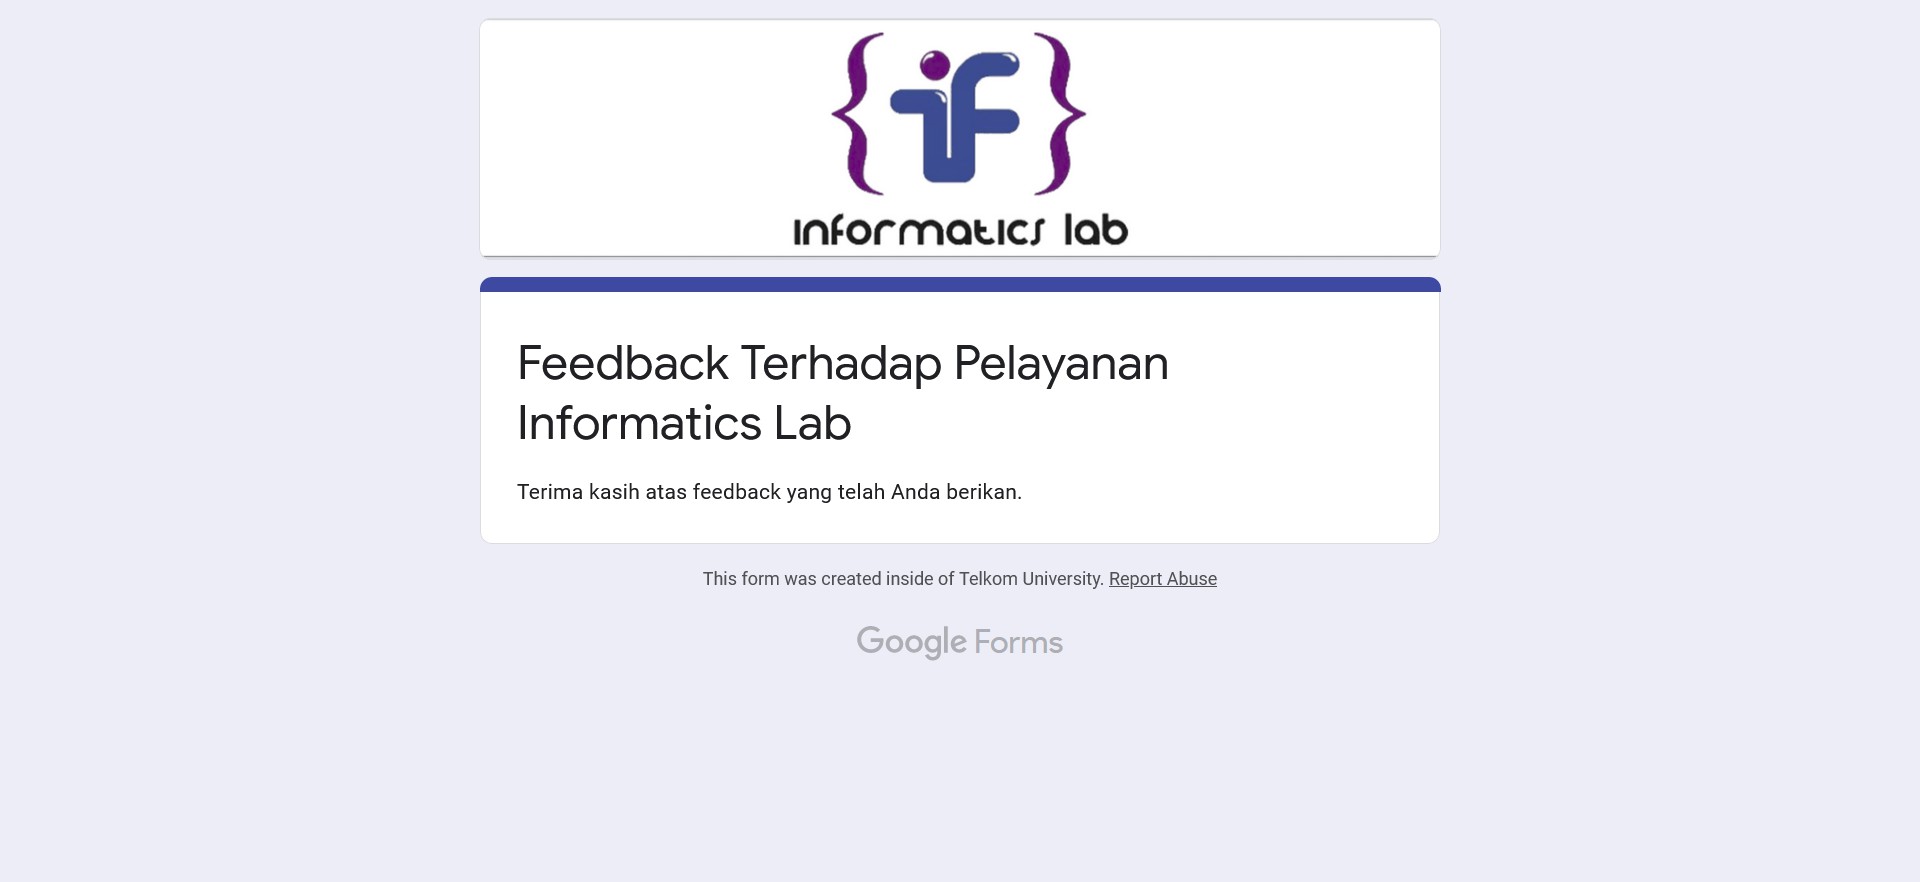 if
informatics lab
Feedback Terhadap Pelayanan
Informatics Lab
Terima kasih atas feedback yang telah Anda berikan.
This form was created inside of Telkom University. Report Abuse
Google Forms